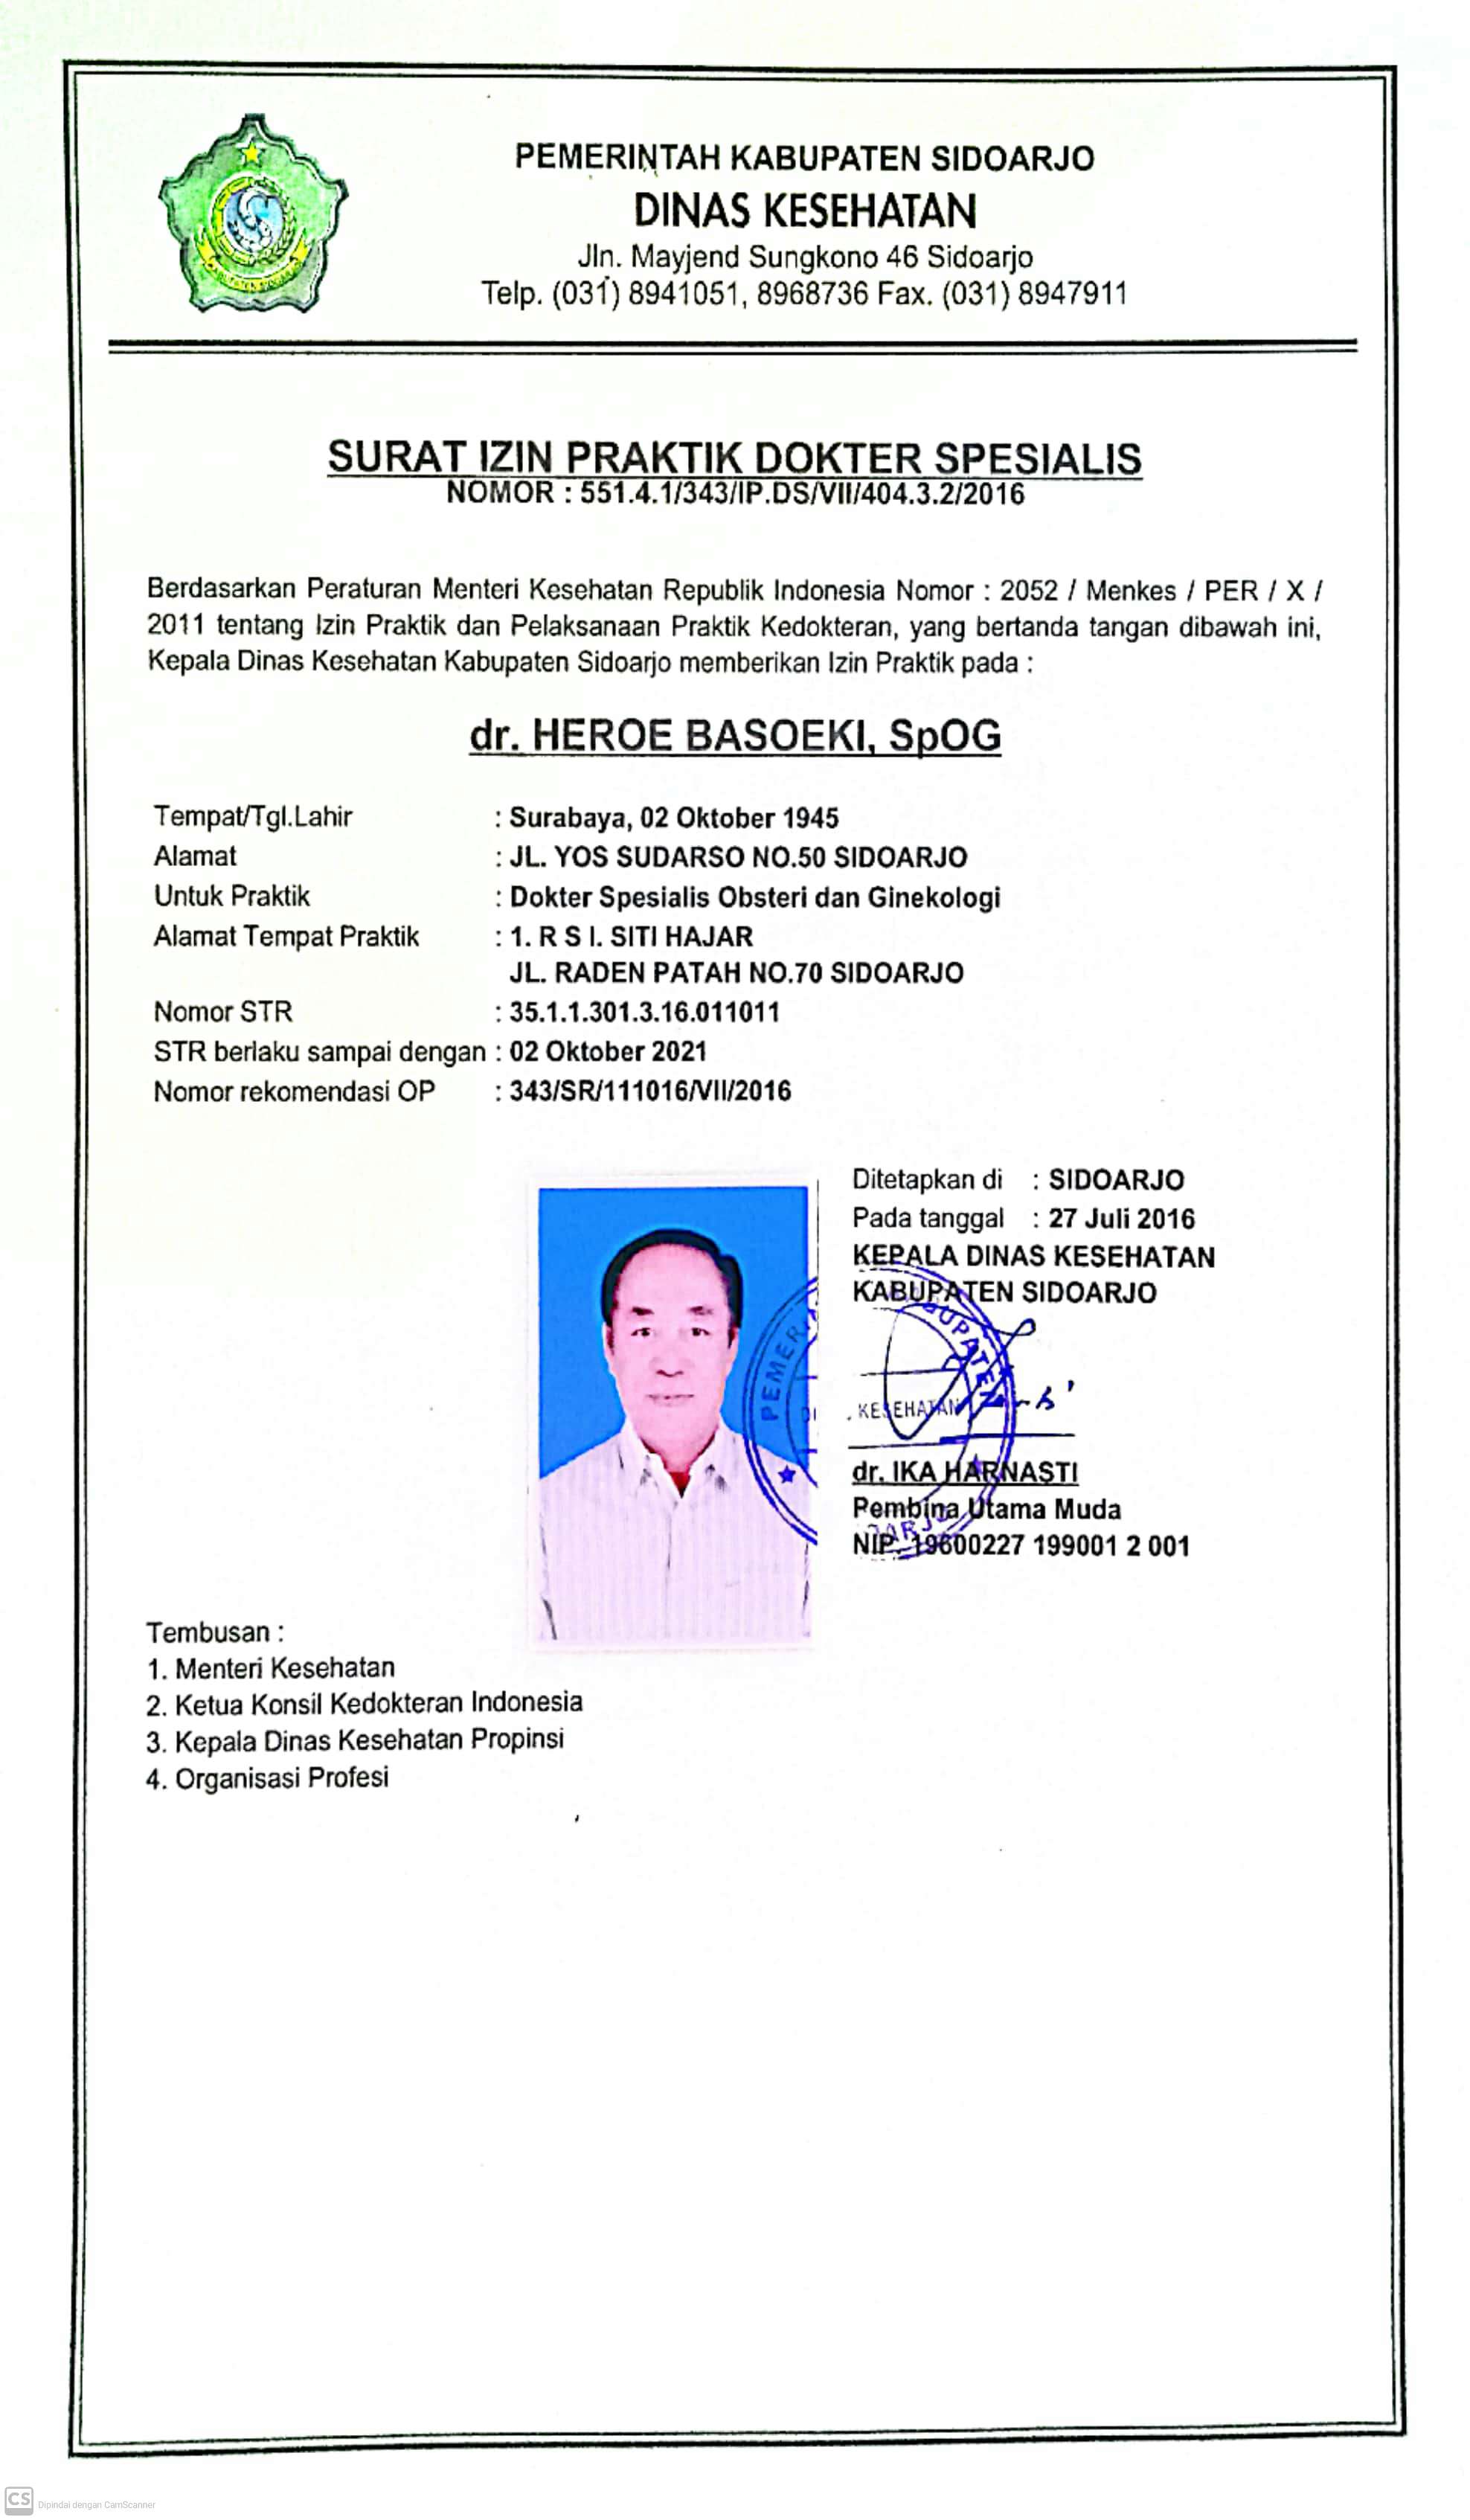 PEMERINTAH KABUPATEN SIDOARJO
DINAS KESEHATAN
Jln. Mayjend Sungkono 46 Sidoarjo
Telp. (031) 8941051, 8968736 Fax. (031) 8947911
SURAT IZIN PRAKTIK DOKTER SPESIALIS
NOMOR : 551.4.1/343/IP.DS/VII/404.3.2/2016
Berdasarkan Peraturan Menteri Kesehatan Republik Indonesia Nomor : 2052 / Menkes / PER / X /
2011 tentang Izin Praktik dan Pelaksanaan Praktik Kedokteran, yang bertanda tangan dibawah ini,
Kepala Dinas Kesehatan Kabupaten Sidoarjo memberikan Izin Praktik pada :
dr. HEROE BASOEKI, SpOG
Tempat/Tgl.Lahir : Surabaya, 02 Oktober 1945
Alamat : JL. YOS SUDARSO NO.50 SIDOARJO
Untuk Praktik : Dokter Spesialis Obsteri dan Ginekologi
Alamat Tempat Praktik : 1. R S I. SITI HAJAR
JL. RADEN PATAH NO.70 SIDOARJO
Nomor STR : 35.1.1.301.3.16.011011
STR berlaku sampai dengan : 02 Oktober 2021
Nomor rekomendasi OP : 343/SR/111016/VII/2016
Ditetapkan di : SIDOARJO
Pada tanggal : 27 Juli 2016
KEPALA DINAS KESEHATAN
KABUPATEN SIDOARJO
KESEHATAN
dr. IKA HARNASTI
Pembina Utama Muda
NIP. 19600227 199001 2 001
Tembusan :
1. Menteri Kesehatan
2. Ketua Konsil Kedokteran Indonesia
3. Kepala Dinas Kesehatan Propinsi
4. Organisasi Profesi
CS Dipindai dengan CamScanner